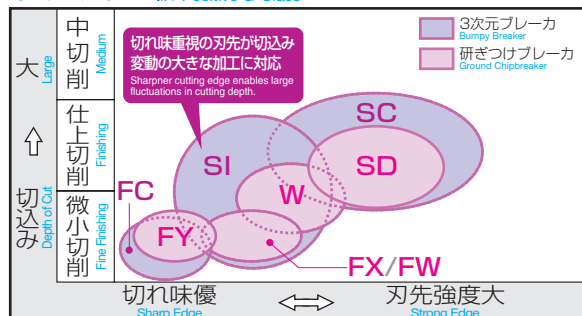 3次元ブレーカ
Bumpy Breaker
研ぎつけブレーカ
Ground Chipbreaker
切れ味重視の刃先が切込み
変動の大きな加工に対応
Sharper cutting edge enables large
fluctuations in cutting depth.
大
Large
切込み
Depth of Cut
中切削
Medium
仕上切削
Finishing
微小切削
Fine Finishing
SC
SI
SD
W
FC
FY
FX/FW
切れ味優
Sharp Edge
刃先強度大
Strong Edge